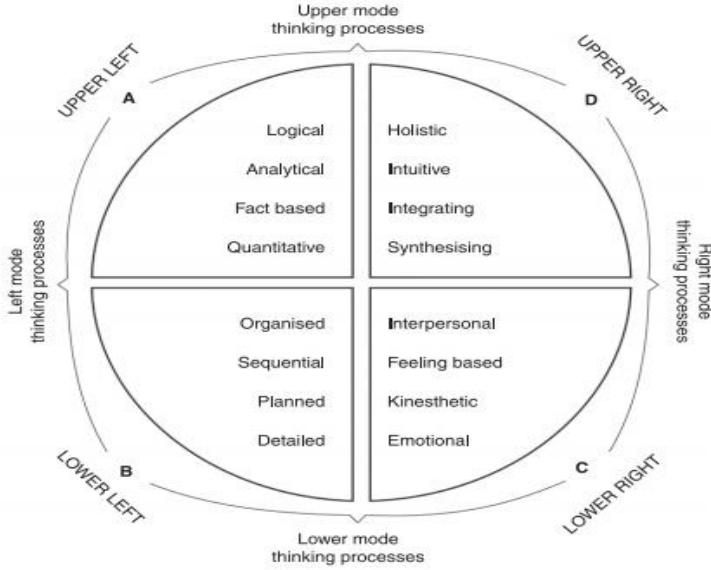 Upper mode
thinking processes
UPPER LEFT
UPPER RIGHT
A
D
Logical
Analytical
Fact based
Quantitative
Holistic
Intuitive
Integrating
Synthesising
Left mode
thinking processes
Right mode
thinking processes
Organised
Sequential
Planned
Detailed
Interpersonal
Feeling based
Kinesthetic
Emotional
B
C
LOWER LEFT
LOWER RIGHT
Lower mode
thinking processes